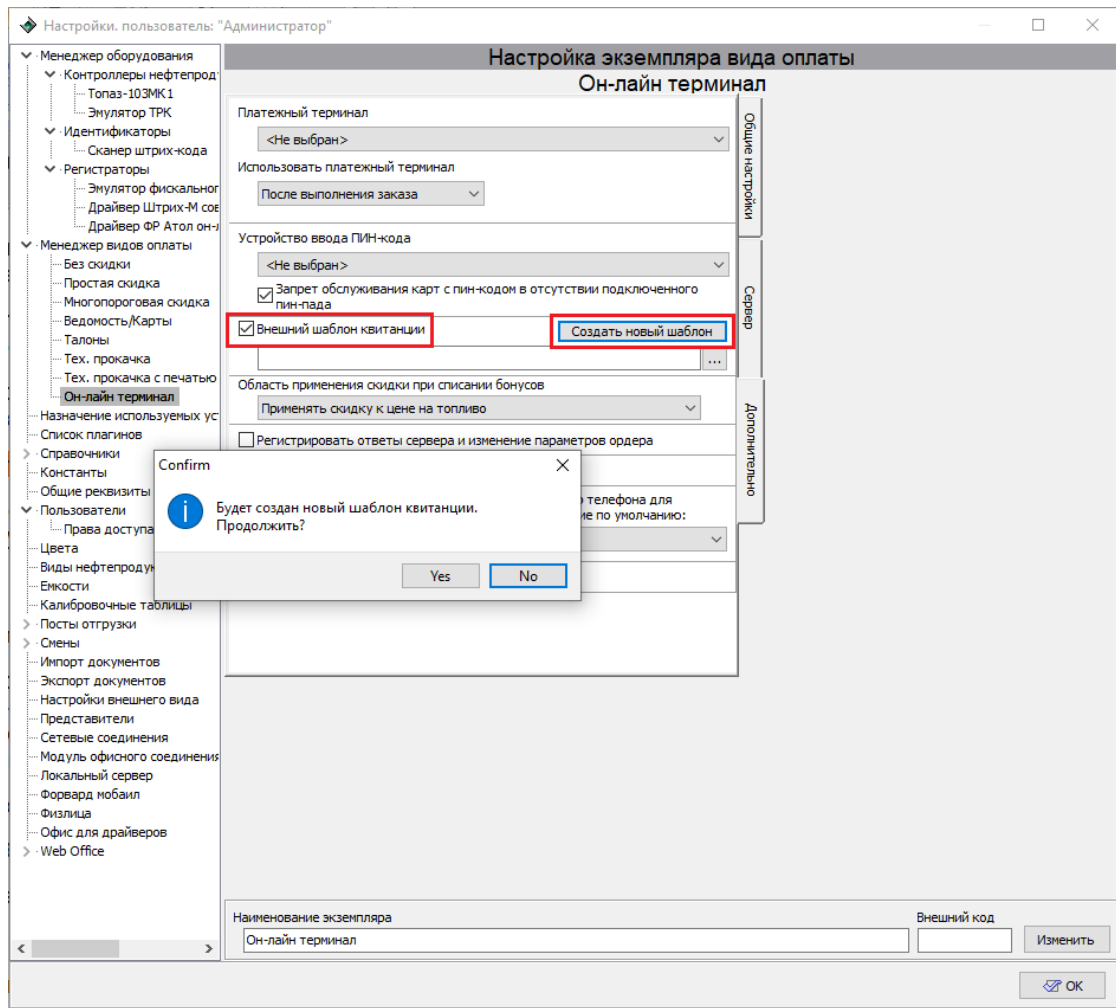 Настройки. пользователь: "Администратор"
Менеджер оборудования
Контроллеры нефтепрод
Топаз-103МК1
Эмулятор ТРК
Идентификаторы
Сканер штрих-кода
Регистраторы
Эмулятор фискальног
Драйвер Штрих-М сов
Драйвер ФР Атол он-л
Менеджер видов оплаты
Без скидки
Простая скидка
Многопороговая скидка
Ведомость/Карты
Талоны
Тех. прокачка
Тех. прокачка с печатью
Он-лайн терминал
Назначение используемых ус
Список плагинов
Справочники
Константы
Общие реквизиты
Пользователи
Права доступа
Цвета
Виды нефтепродук
Емкости
Калибровочные таблицы
Посты отгрузки
Смены
Импорт документов
Экспорт документов
Настройки внешнего вида
Представители
Сетевые соединения
Модуль офисного соединения
Локальный сервер
Форвард мобаил
Физлица
Офис для драйверов
Web Office
Настройка экземпляра вида оплаты
Он-лайн терминал
Платежный терминал
<Не выбран>
Использовать платежный терминал
После выполнения заказа
Устройство ввода ПИН-кода
<Не выбран>
Запрет обслуживания карт с пин-кодом в отсутствии подключенного
пин-пада
Внешний шаблон квитанции
Создать новый шаблон
...
Область применения скидки при списании бонусов
Применять скидку к цене на топливо
Регистрировать ответы сервера и изменение параметров ордера
телефона для
ие по умолчанию:
Общие настройки
Сервер
Дополнительно
Confirm
Будет создан новый шаблон квитанции.
Продолжить?
Yes
No
Наименование экземпляра
Внешний код
Он-лайн терминал
Изменить
OK